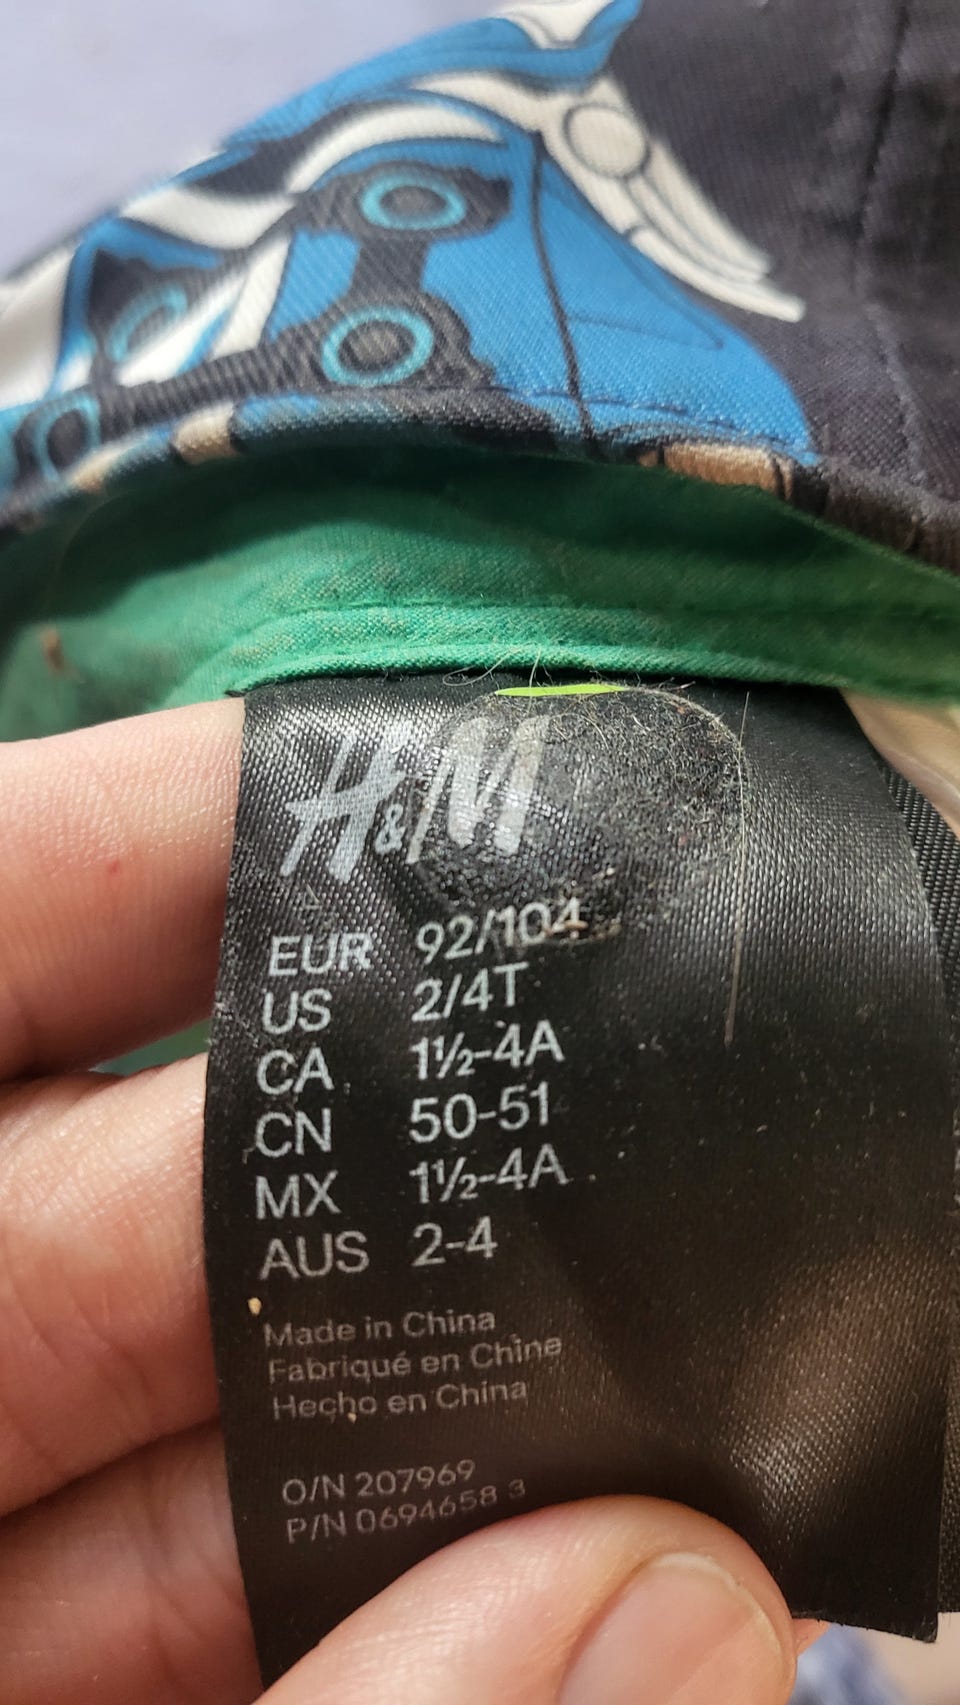 H&M
EUR 92/104
US 2/4T
CA 1½-4A
CN 50-51
MX 1½-4A
AUS 2-4
Made in China
Fabriqué en Chine
Hecho en China
O/N 207969
P/N 0694658 3